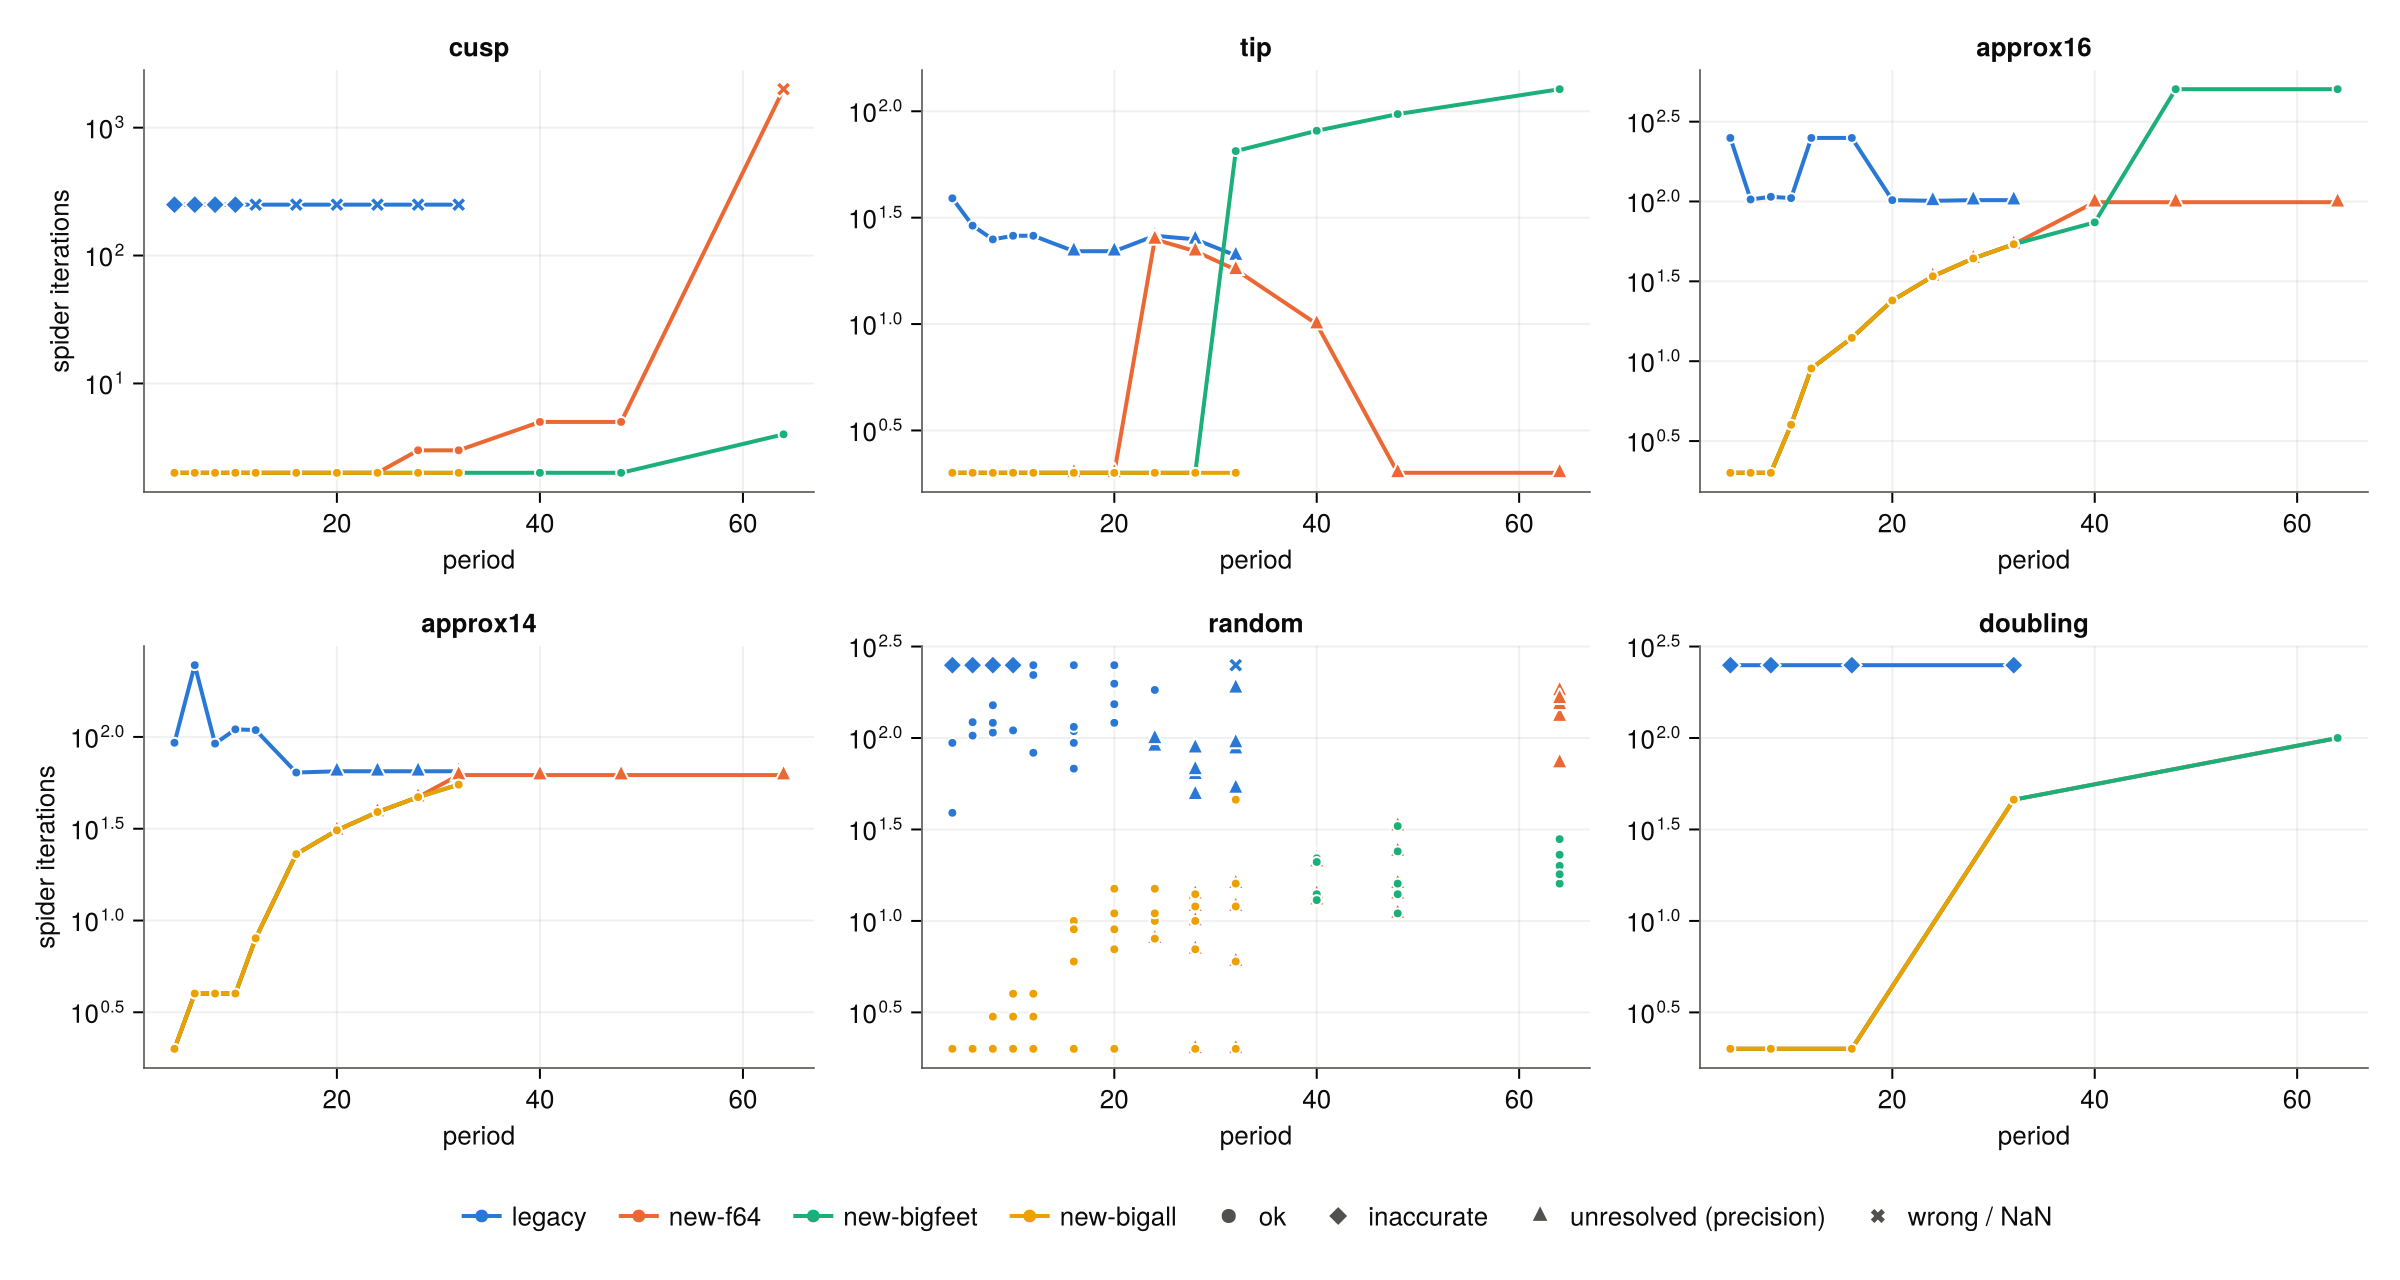 cusp
tip
approx16
spider iterations
10^3
10^2
10^1
10^2.0
10^1.5
10^1.0
10^0.5
10^2.5
10^2.0
10^1.5
10^1.0
10^0.5
20 40 60
20 40 60
20 40 60
period
period
period
approx14
random
doubling
spider iterations
10^2.0
10^1.5
10^1.0
10^0.5
10^2.5
10^2.0
10^1.5
10^1.0
10^0.5
10^2.5
10^2.0
10^1.5
10^1.0
10^0.5
20 40 60
20 40 60
20 40 60
period
period
period
legacy new-f64 new-bigfeet new-bigall ok inaccurate unresolved (precision) wrong / NaN